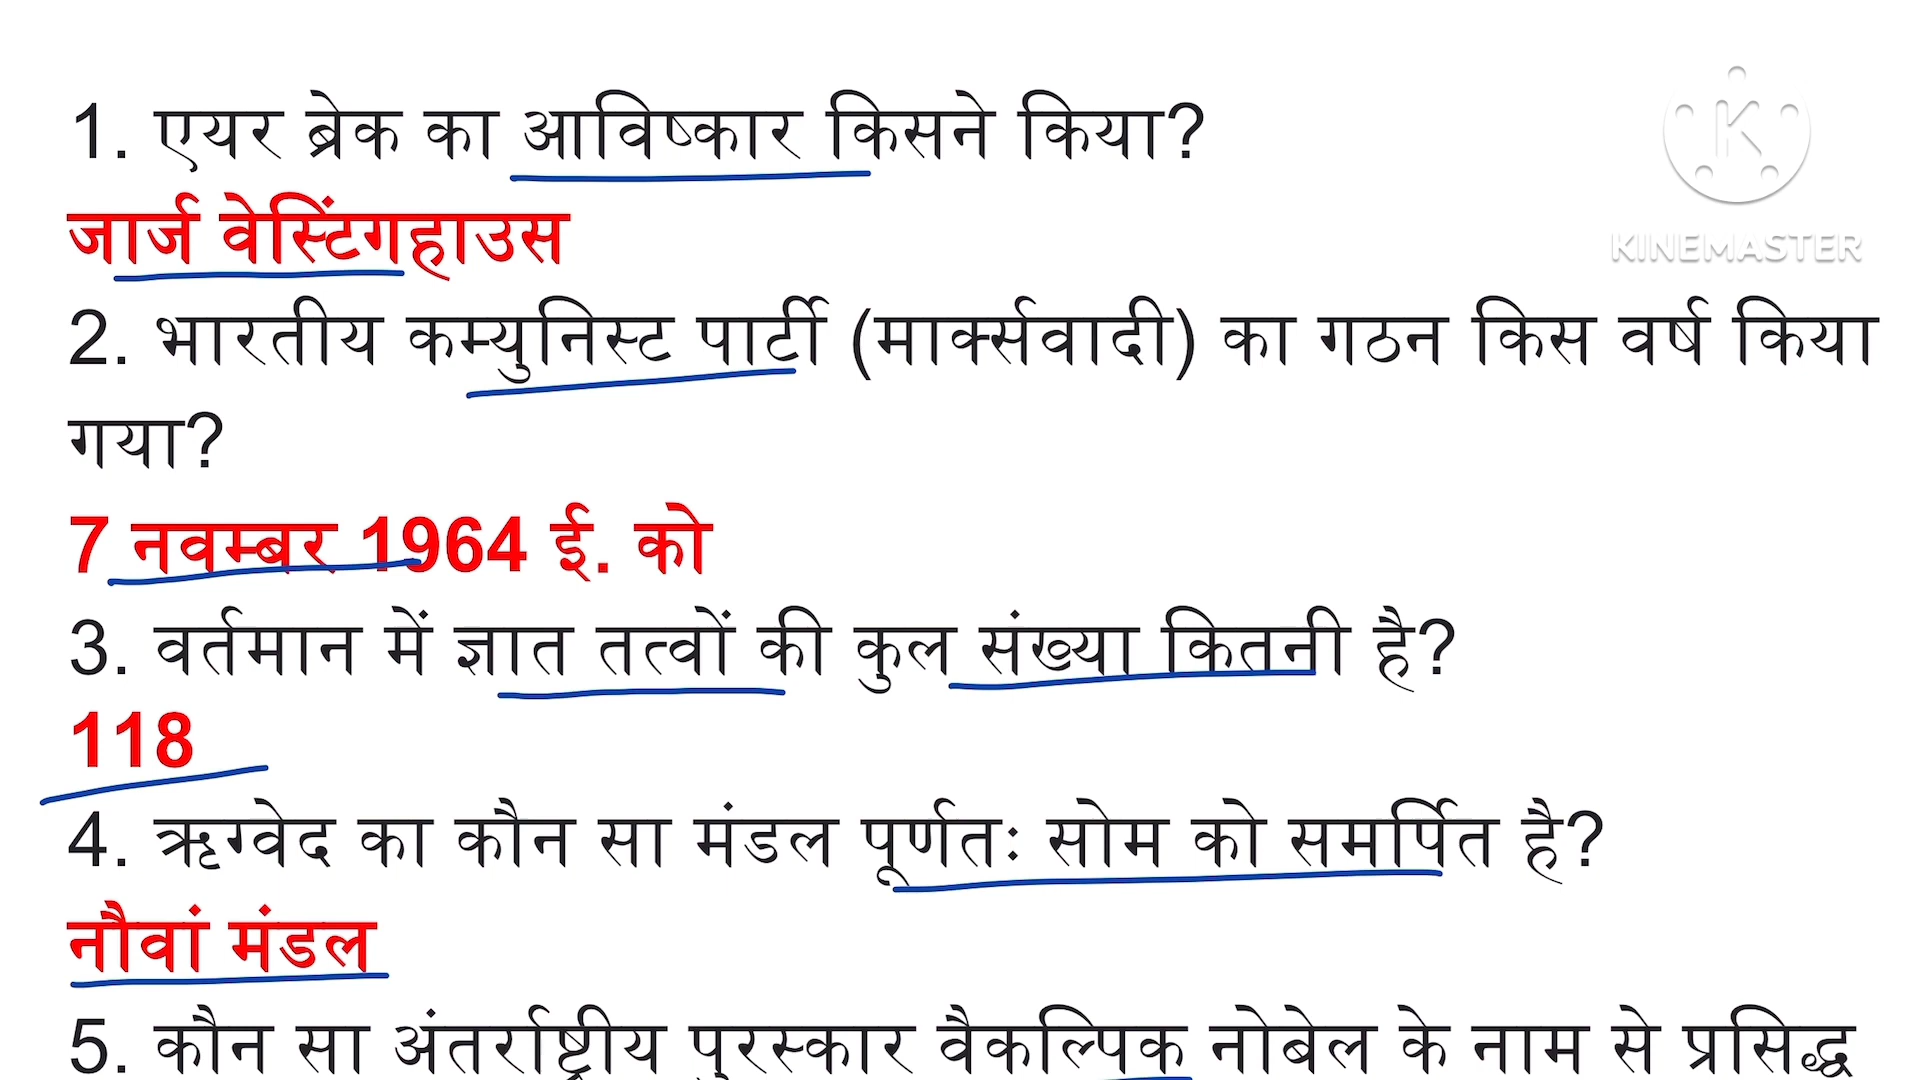 1. एयर ब्रेक का आविष्कार किसने किया?
जार्ज वेस्टिंगहाउस
2. भारतीय कम्युनिस्ट पार्टी (मार्क्सवादी) का गठन किस वर्ष किया
गया?
7 नवम्बर 1964 ई. को
3. वर्तमान में ज्ञात तत्वों की कुल संख्या कितनी है?
118
4. ऋग्वेद का कौन सा मंडल पूर्णतः सोम को समर्पित है?
नौवां मंडल
5. कौन सा अंतर्राष्ट्रीय पुरस्कार वैकल्पिक नोबेल के नाम से प्रसिद्ध
KINEMASTER